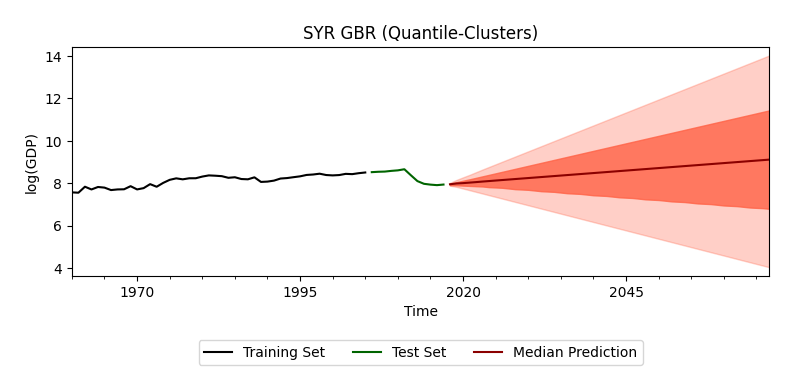 SYR GBR (Quantile-Clusters)
log(GDP)
14
12
10
8
6
4
1970 1995 2020 2045
Time
Training Set Test Set Median Prediction